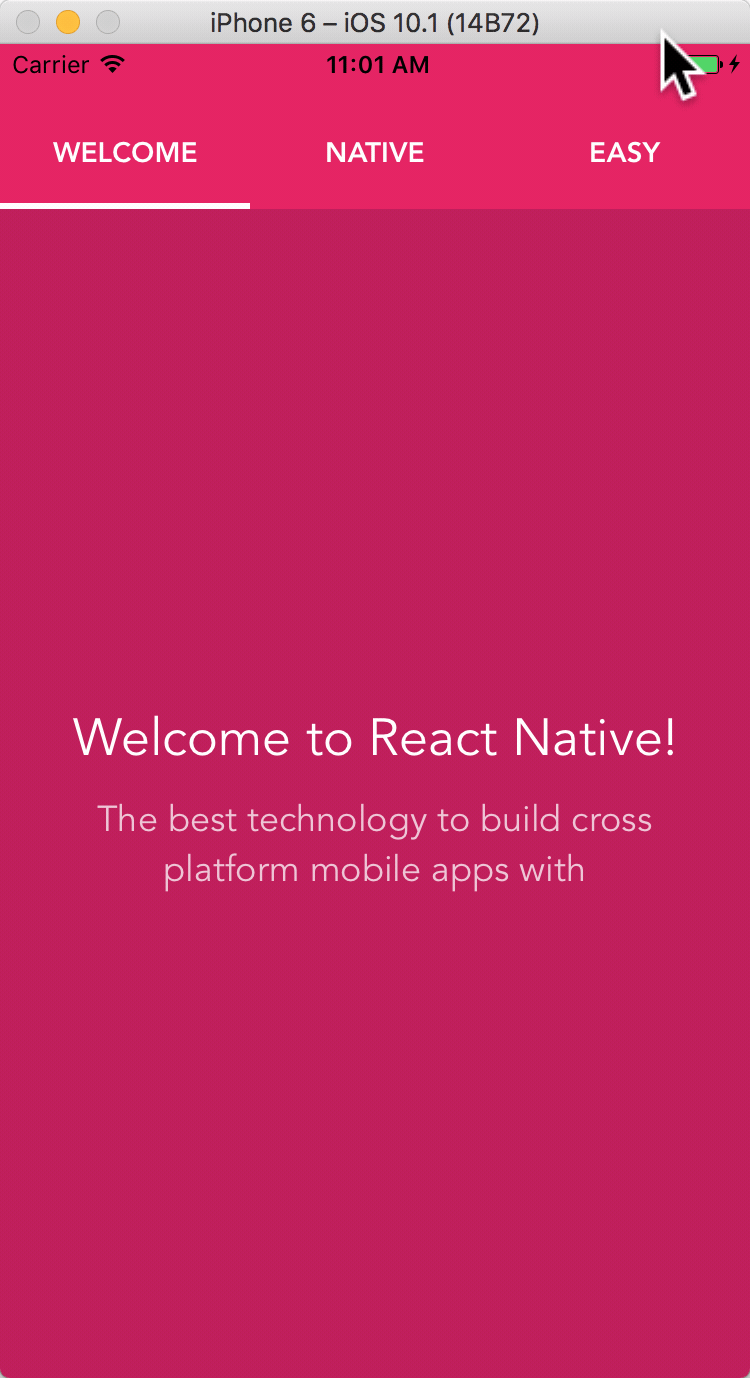 iPhone 6 – iOS 10.1 (14B72)
Carrier 11:01 AM
WELCOME NATIVE EASY
Welcome to React Native!
The best technology to build cross
platform mobile apps with